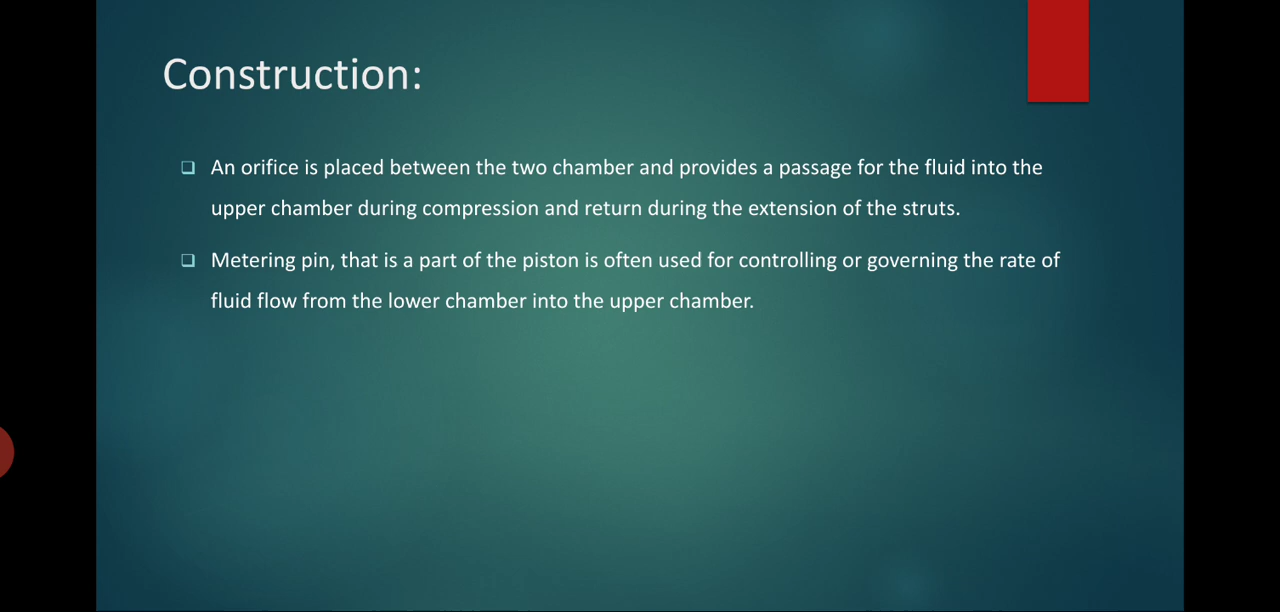 Construction:
An orifice is placed between the two chamber and provides a passage for the fluid into the
upper chamber during compression and return during the extension of the struts.
Metering pin, that is a part of the piston is often used for controlling or governing the rate of
fluid flow from the lower chamber into the upper chamber.